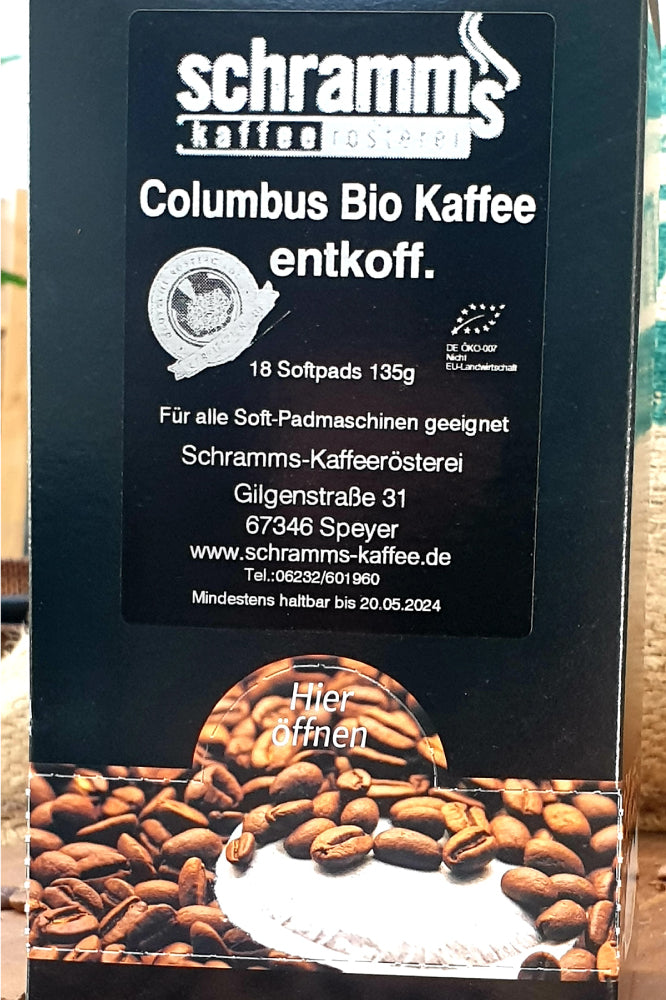 schramm's
kaffeerösterei
Columbus Bio Kaffee
entkoff.
DE ÖKO-007
Nicht
EU-Landwirtschaft
18 Softpads 135g
Für alle Soft-Padmaschinen geeignet
Schramms-Kaffeerösterei
Gilgenstraße 31
67346 Speyer
www.schramms-kaffee.de
Tel.:06232/601960
Mindestens haltbar bis 20.05.2024
Hier
öffnen